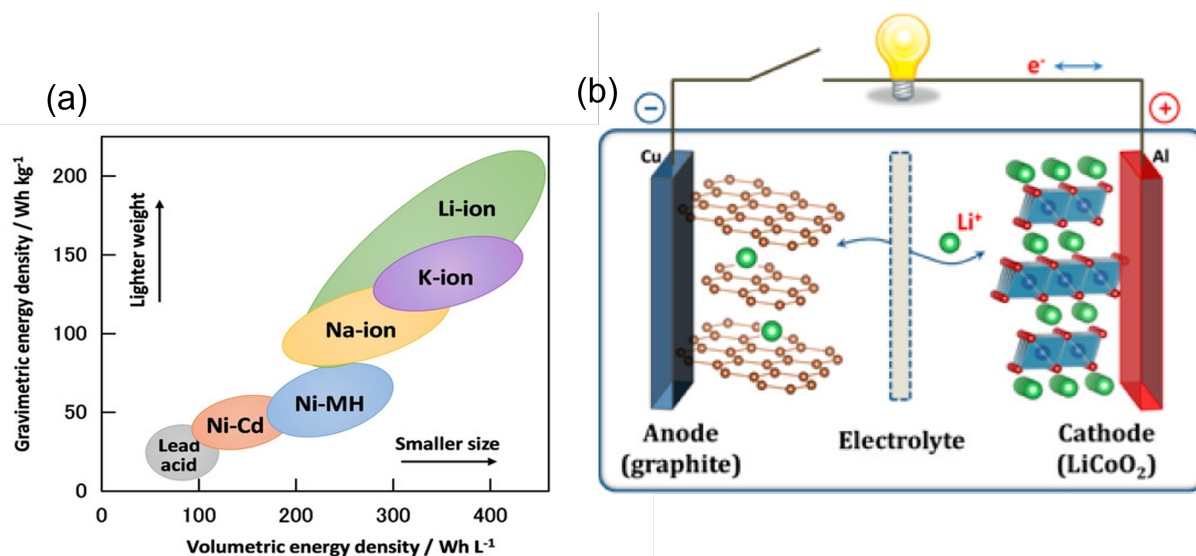 (a)
Gravimetric energy density / Wh kg⁻¹
200
150
100
50
0
Lighter weight
Li-ion
K-ion
Na-ion
Ni-MH
Ni-Cd
Lead
acid
Smaller size
0
100
200
300
400
Volumetric energy density / Wh L⁻¹
(b)
e⁻
−
+
Cu
Al
Li⁺
Anode
(graphite)
Electrolyte
Cathode
(LiCoO₂)